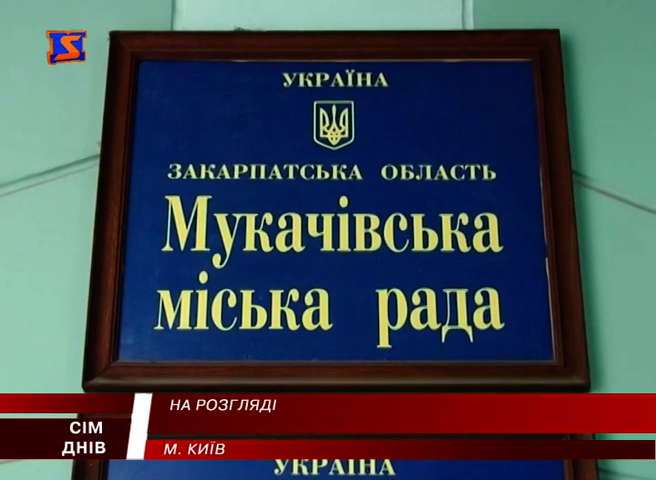 УКРАЇНА
ЗАКАРПАТСЬКА ОБЛАСТЬ
Мукачівська
міська рада
НА РОЗГЛЯДІ
СІМ
ДНІВ
М. КИЇВ
УКРАЇНА